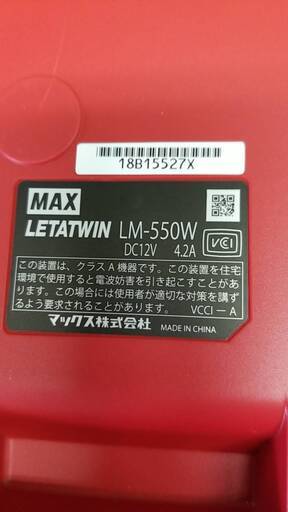 18B15527X
MAX
LETATWIN LM-550W
DC12V 4.2A
VCI
この装置は、クラスA機器です。この装置を住宅
環境で使用すると電波妨害を引き起こすことがあ
ります。この場合には使用者が適切な対策を講ず
るよう要求されることがあります。 VCCI-A
マックス株式会社 MADE IN CHINA